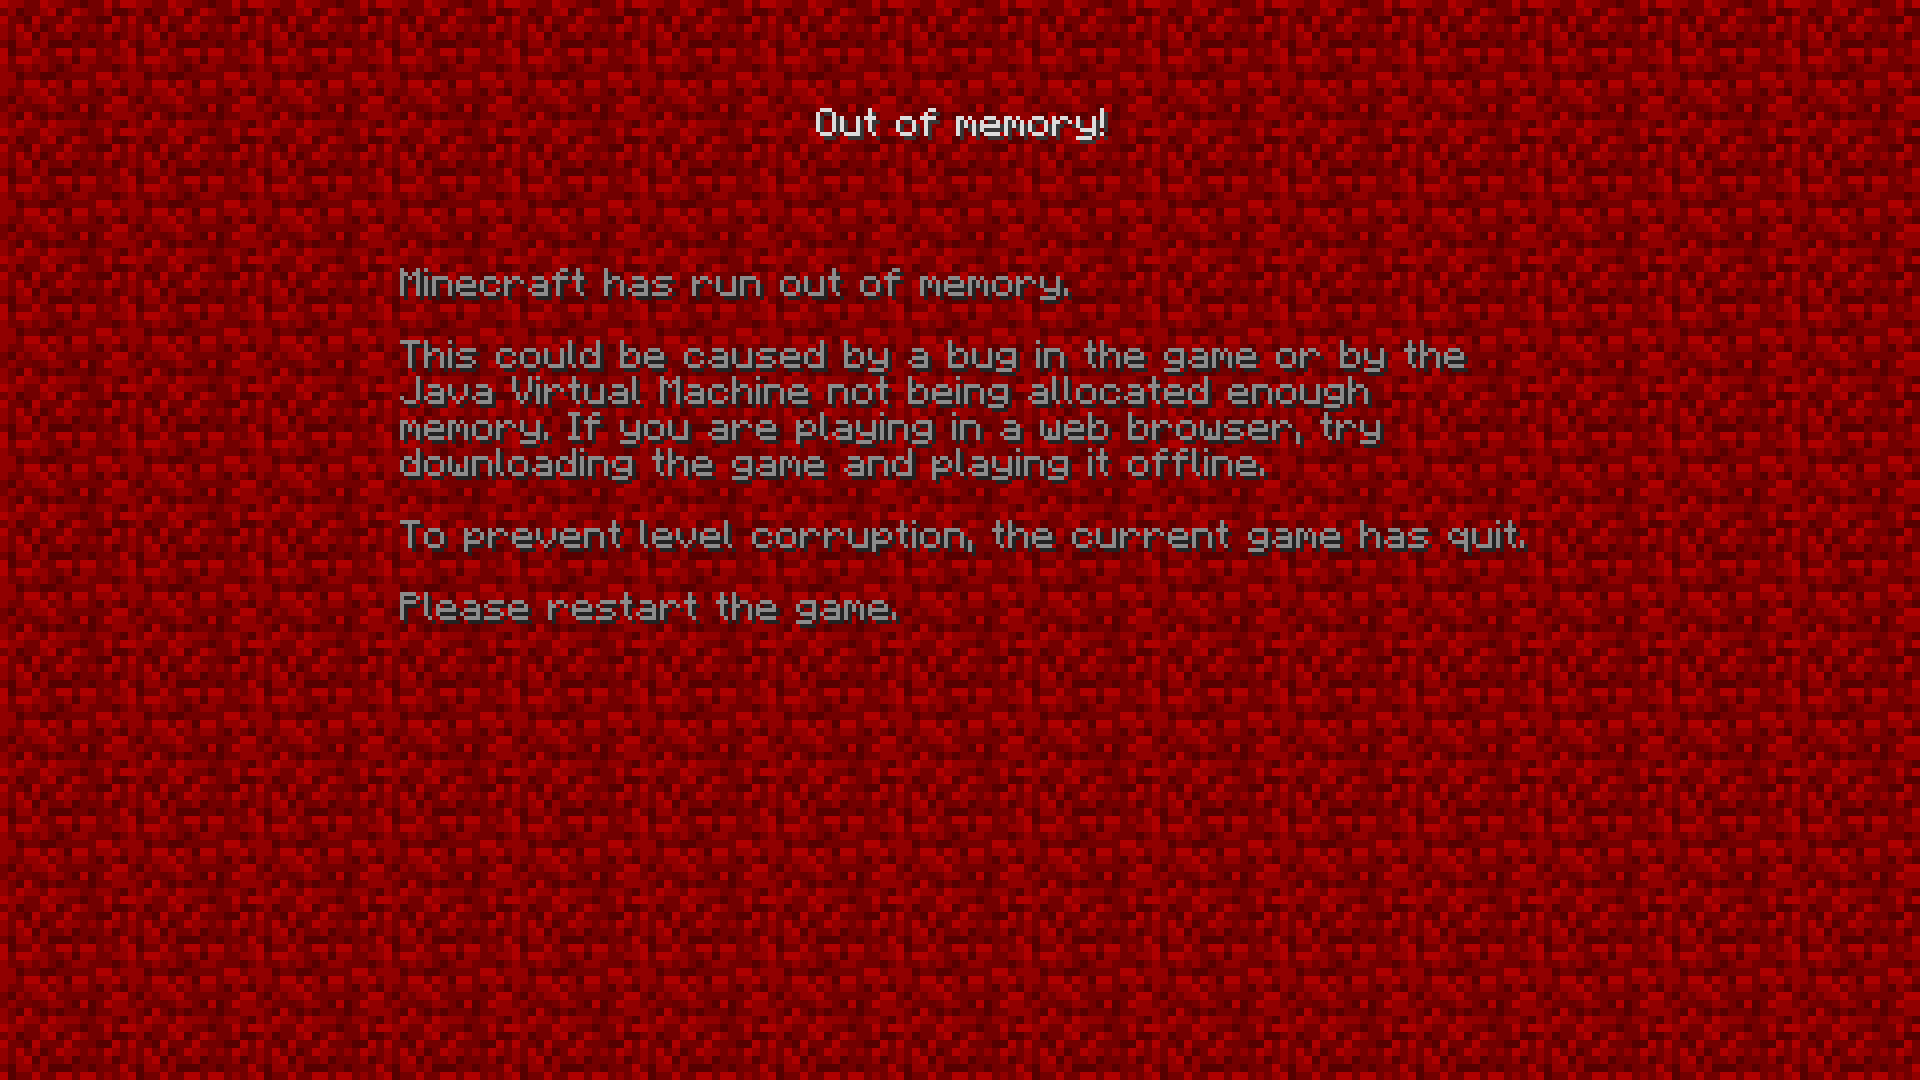 Out of memory!
Minecraft has run out of memory.
This could be caused by a bug in the game or by the
Java Virtual Machine not being allocated enough
memory. If you are playing in a web browser, try
downloading the game and playing it offline.
To prevent level corruption, the current game has quit.
Please restart the game.